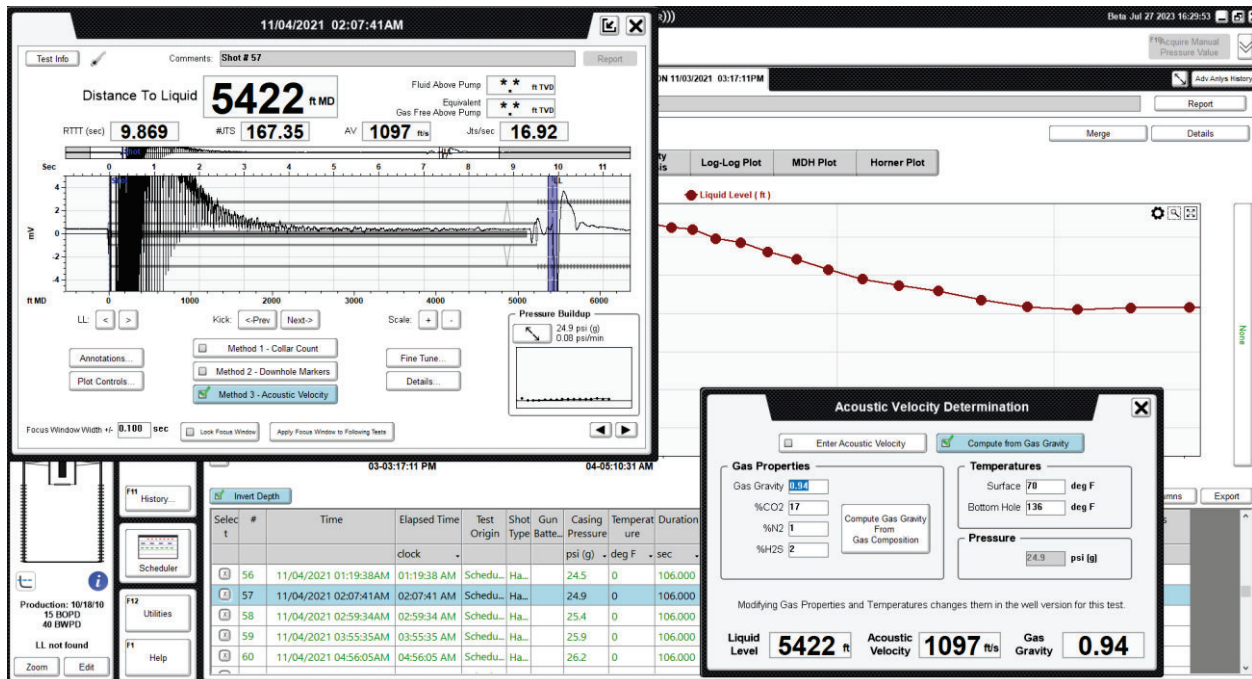 11/04/2021 02:07:41AM
Test Info
Comments: Shot # 57
Report
Distance To Liquid 5422 ft MD
Fluid Above Pump **.* ft TVD
Equivalent
Gas Free Above Pump **.* ft TVD
RTTT (sec) 9.869 #JTS 167.35 AV 1097 ft/s Jts/sec 16.92
Shot
Sec 0 1 2 3 4 5 6 7 8 9 10 11
LL
4
2
0
-2
-4
mV
ft MD 0 1000 2000 3000 4000 5000 6000
LL: < >
Kick: <-Prev Next->
Scale: + -
Pressure Buildup
24.9 psi (g)
0.08 psi/min
Annotations...
Plot Controls...
Method 1 - Collar Count
Method 2 - Downhole Markers
Method 3 - Acoustic Velocity
Fine Tune...
Details...
Focus Window Width +/- 0.100 sec
Lock Focus Window
Apply Focus Window to Following Tests
)))
Beta Jul 27 2023 16:29:53
F10
Acquire Manual
Pressure Value
ON 11/03/2021 03:17:11PM
Adv Anlys History
Report
Merge
Details
Log-Log Plot
MDH Plot
Horner Plot
Liquid Level ( ft )
None
03-03:17:11 PM
04-05:10:31 AM
Export
Invert Depth
Select # Time Elapsed Time Test Origin Shot Type Gun Batte... Casing Pressure Temperature Duration
clock psi (g) deg F sec
56 11/04/2021 01:19:38AM 01:19:38 AM Schedu... Ha... 24.5 0 106.000
57 11/04/2021 02:07:41AM 02:07:41 AM Schedu... Ha... 24.9 0 106.000
58 11/04/2021 02:59:34AM 02:59:34 AM Schedu... Ha... 25.4 0 106.000
59 11/04/2021 03:55:35AM 03:55:35 AM Schedu... Ha... 25.9 0 106.000
60 11/04/2021 04:56:05AM 04:56:05 AM Schedu... Ha... 26.2 0 106.000
F11
History...
Scheduler
F12
Utilities
F1
Help
Production: 10/18/10
15 BOPD
40 BWPD
LL not found
Zoom
Edit
Acoustic Velocity Determination
Enter Acoustic Velocity
Compute from Gas Gravity
Gas Properties
Gas Gravity 0.94
%CO2 17
%N2 1
%H2S 2
Compute Gas Gravity
From
Gas Composition
Temperatures
Surface 70 deg F
Bottom Hole 136 deg F
Pressure
24.9 psi (g)
Modifying Gas Properties and Temperatures changes them in the well version for this test.
Liquid Level 5422 ft
Acoustic Velocity 1097 ft/s
Gas Gravity 0.94